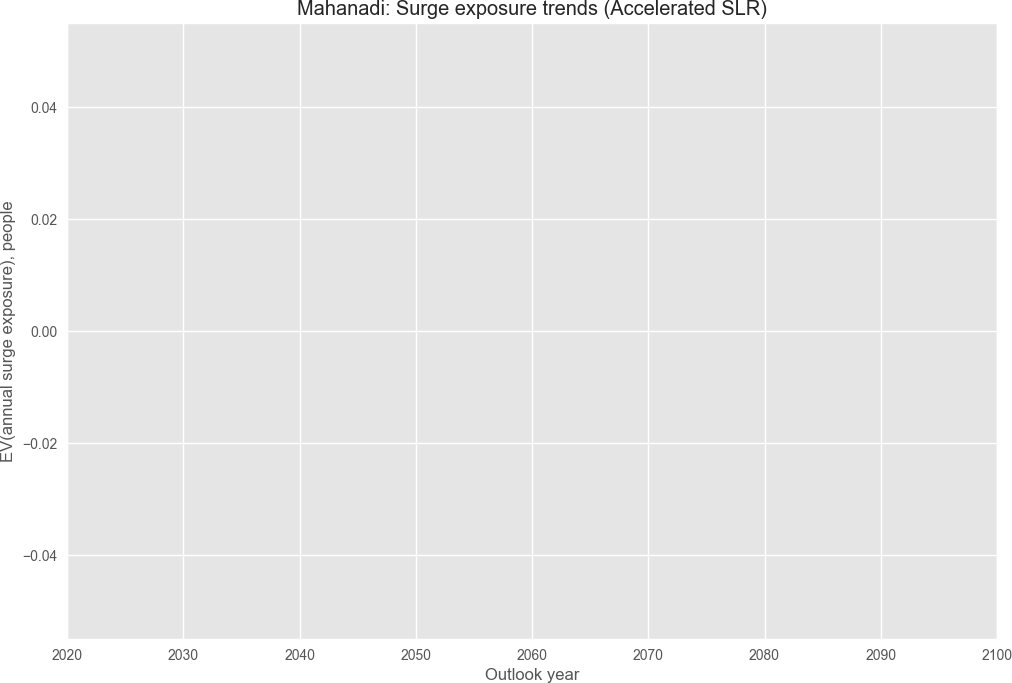 Mahanadi: Surge exposure trends (Accelerated SLR)
EV(annual surge exposure), people
0.04
0.02
0.00
−0.02
−0.04
2020 2030 2040 2050 2060 2070 2080 2090 2100
Outlook year